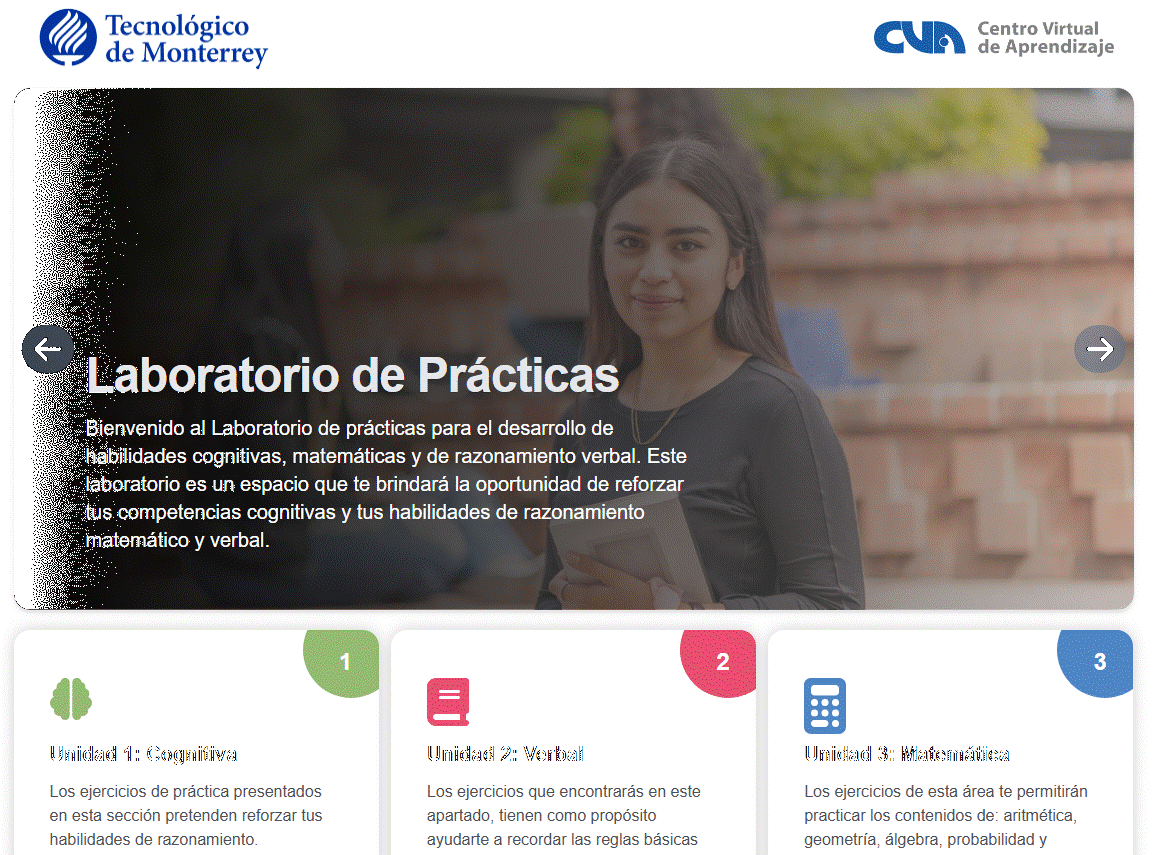 Tecnológico
de Monterrey
CVA
Centro Virtual
de Aprendizaje
Laboratorio de Prácticas
Bienvenido al Laboratorio de prácticas para el desarrollo de
habilidades cognitivas, matemáticas y de razonamiento verbal. Este
laboratorio es un espacio que te brindará la oportunidad de reforzar
tus competencias cognitivas y tus habilidades de razonamiento
matemático y verbal.
1
Unidad 1: Cognitiva
Los ejercicios de práctica presentados
en esta sección pretenden reforzar tus
habilidades de razonamiento.
2
Unidad 2: Verbal
Los ejercicios que encontrarás en este
apartado, tienen como propósito
ayudarte a recordar las reglas básicas
3
Unidad 3: Matemática
Los ejercicios de esta área te permitirán
practicar los contenidos de: aritmética,
geometría, álgebra, probabilidad y